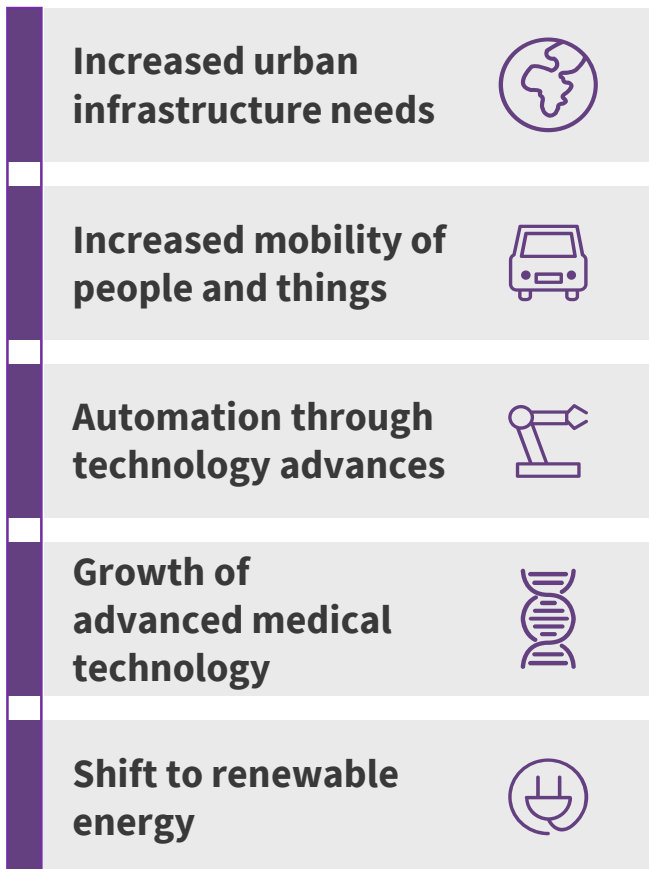 Increased urban
infrastructure needs
Increased mobility of
people and things
Automation through
technology advances
Growth of
advanced medical
technology
Shift to renewable
energy